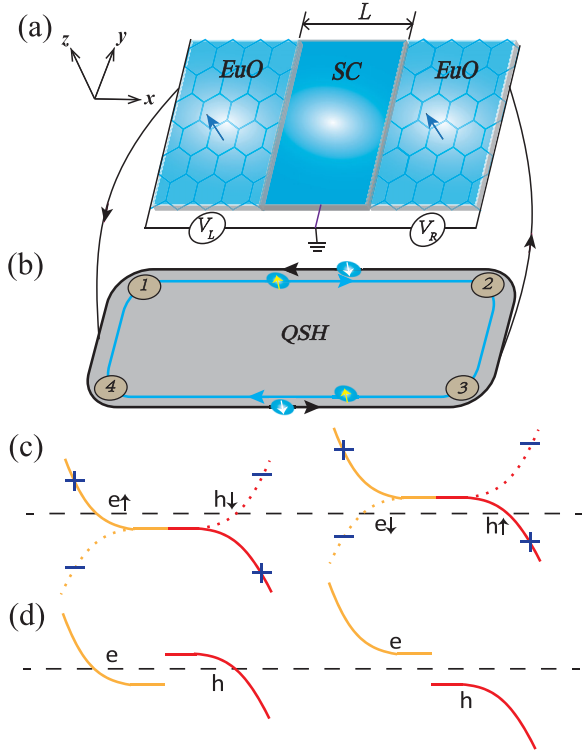 (a)
L
z
y
x
EuO
SC
EuO
V_L
V_R
(b)
1
2
QSH
4
3
(c)
+
−
+
−
e↑
h↓
e↓
h↑
−
+
−
+
(d)
e
h
e
h